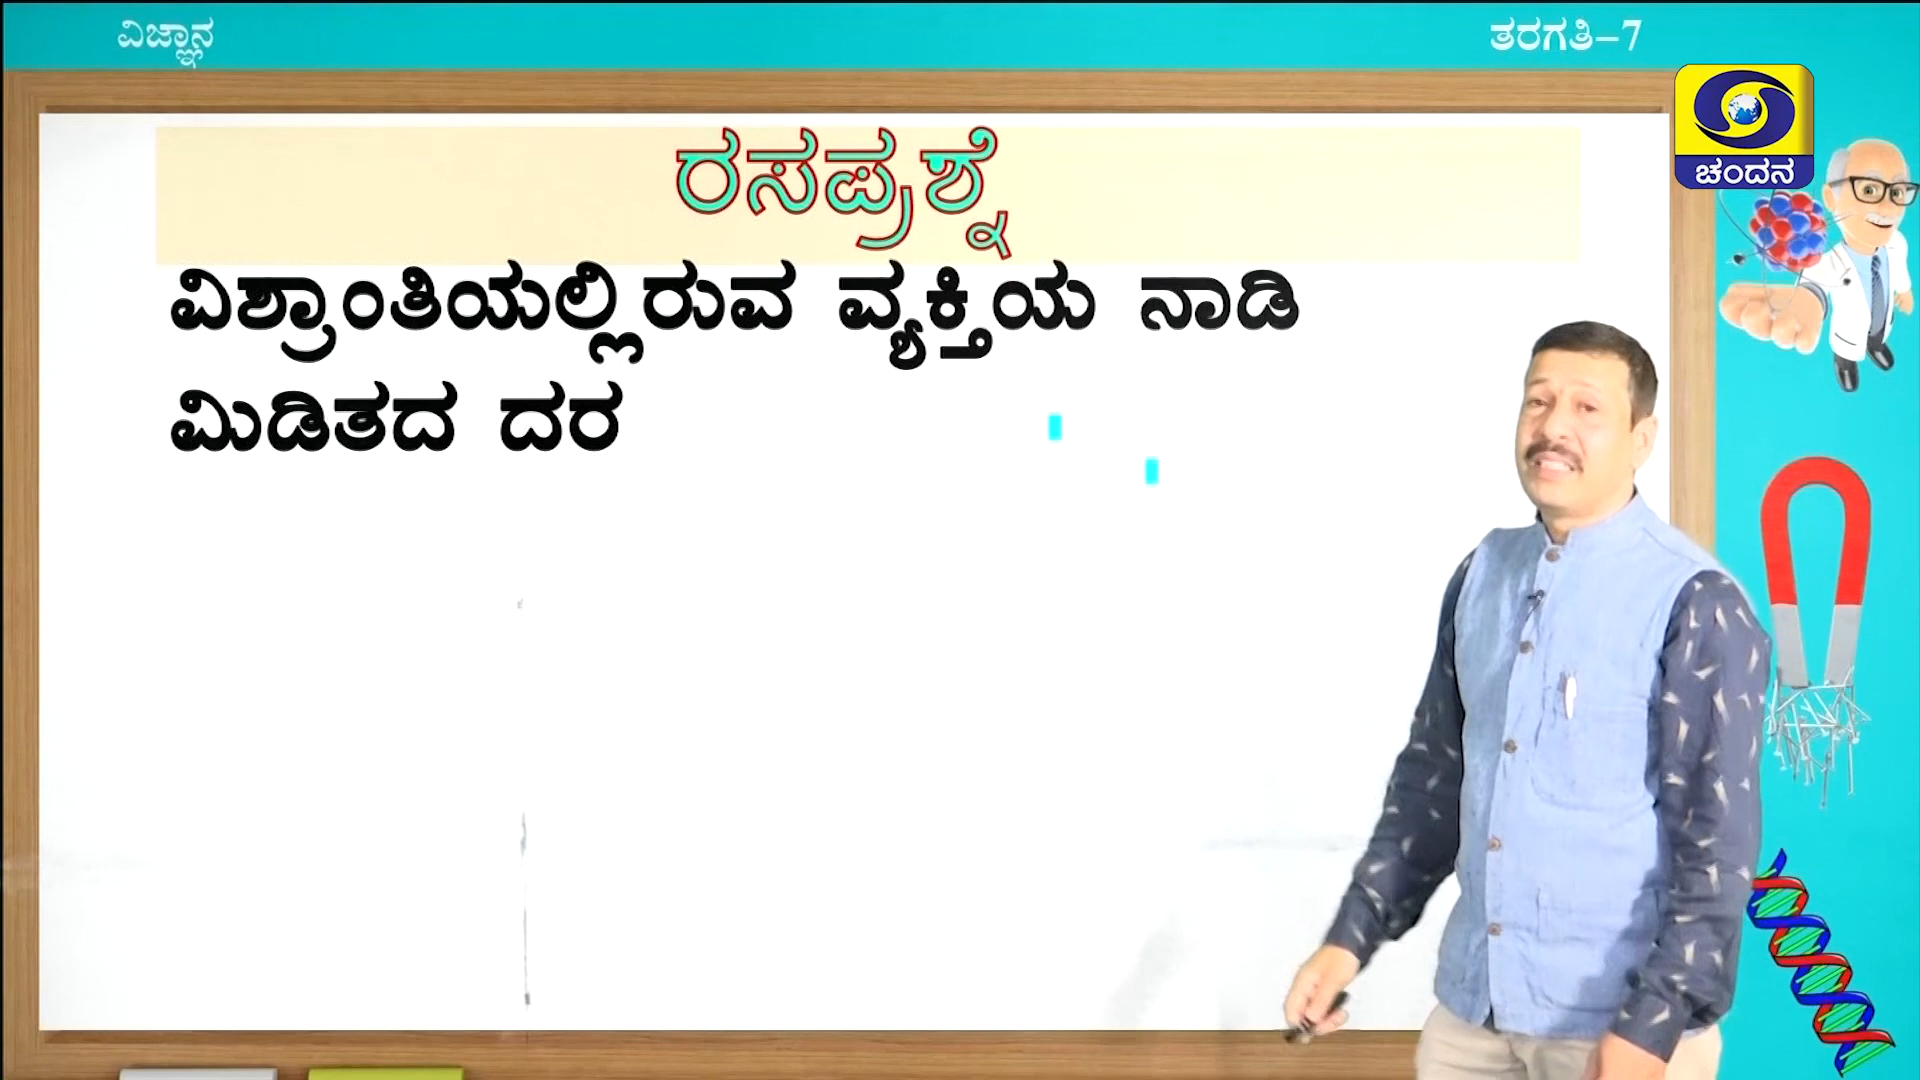 ವಿಜ್ಞಾನ
ತರಗತಿ–7
ಚಂದನ
ರಸಪ್ರಶ್ನೆ
ವಿಶ್ರಾಂತಿಯಲ್ಲಿರುವ ವ್ಯಕ್ತಿಯ ನಾಡಿ
ಮಿಡಿತದ ದರ